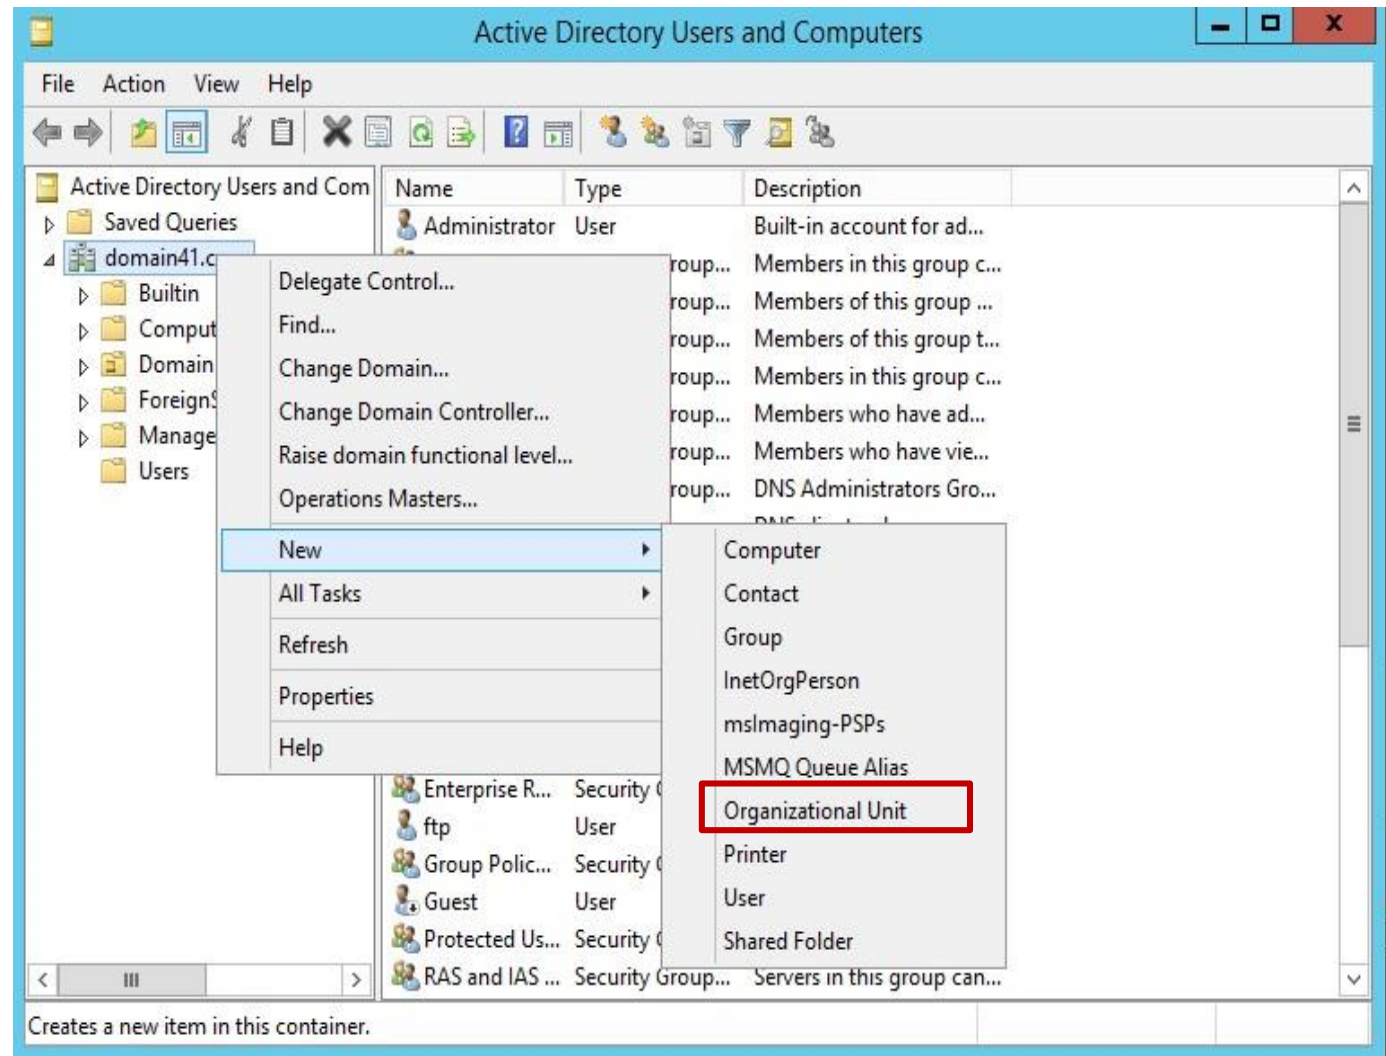 Active Directory Users and Computers
File Action View Help
Active Directory Users and Com
Saved Queries
domain41.c
Builtin
Comput
Domain
Foreign
Manage
Users
Name Type Description
Administrator User Built-in account for ad...
roup... Members in this group c...
roup... Members of this group ...
roup... Members of this group t...
roup... Members in this group c...
roup... Members who have ad...
roup... Members who have vie...
roup... DNS Administrators Gro...
Delegate Control...
Find...
Change Domain...
Change Domain Controller...
Raise domain functional level...
Operations Masters...
New
All Tasks
Refresh
Properties
Help
Computer
Contact
Group
InetOrgPerson
msImaging-PSPs
MSMQ Queue Alias
Organizational Unit
Printer
User
Shared Folder
Enterprise R... Security
ftp User
Group Polic... Security
Guest User
Protected Us... Security
RAS and IAS ... Security Group... Servers in this group can...
Creates a new item in this container.